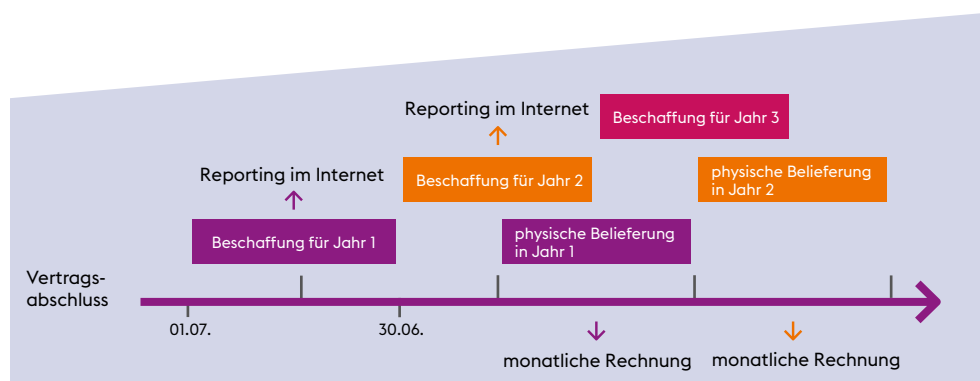 Reporting im Internet
Beschaffung für Jahr 3
Reporting im Internet
Beschaffung für Jahr 2
physische Belieferung
in Jahr 2
Beschaffung für Jahr 1
physische Belieferung
in Jahr 1
Vertrags-
abschluss
01.07.
30.06.
monatliche Rechnung
monatliche Rechnung